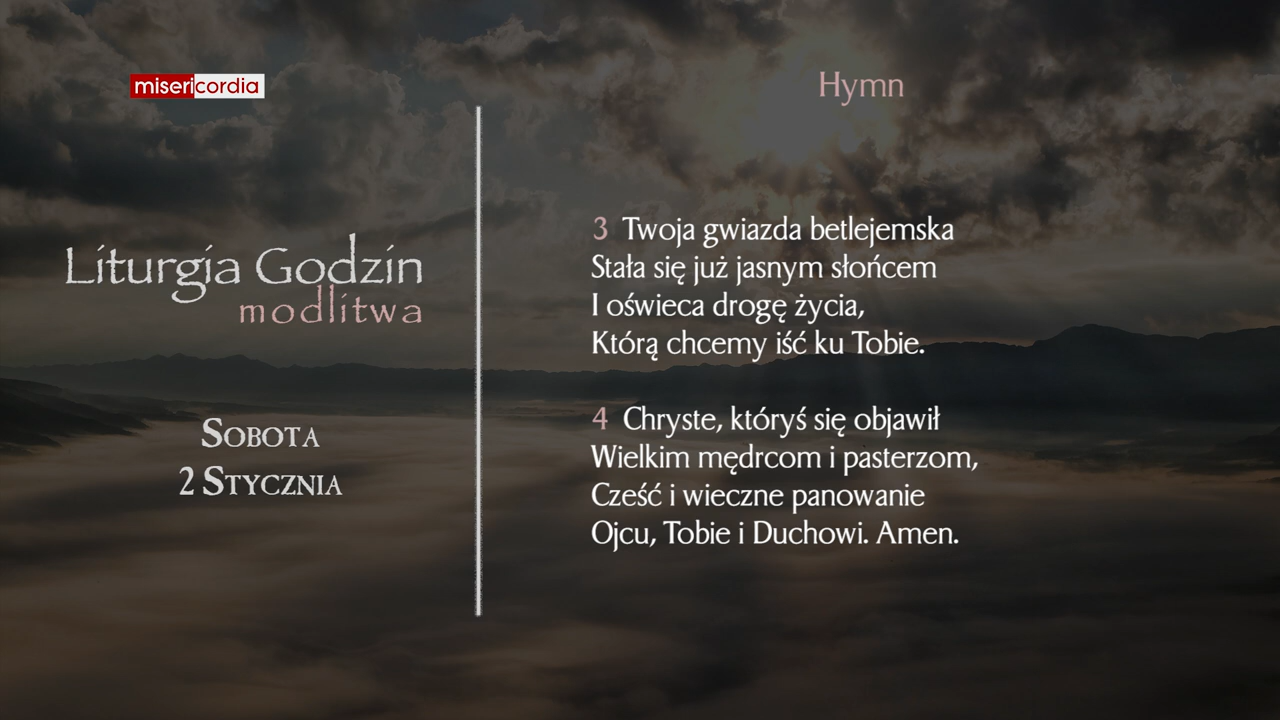 misericordia
Liturgia Godzin
modlitwa
Sobota
2 Stycznia
Hymn
3 Twoja gwiazda betlejemska
Stała się już jasnym słońcem
I oświeca drogę życia,
Którą chcemy iść ku Tobie.
4 Chryste, któryś się objawił
Wielkim mędrcom i pasterzom,
Cześć i wieczne panowanie
Ojcu, Tobie i Duchowi. Amen.